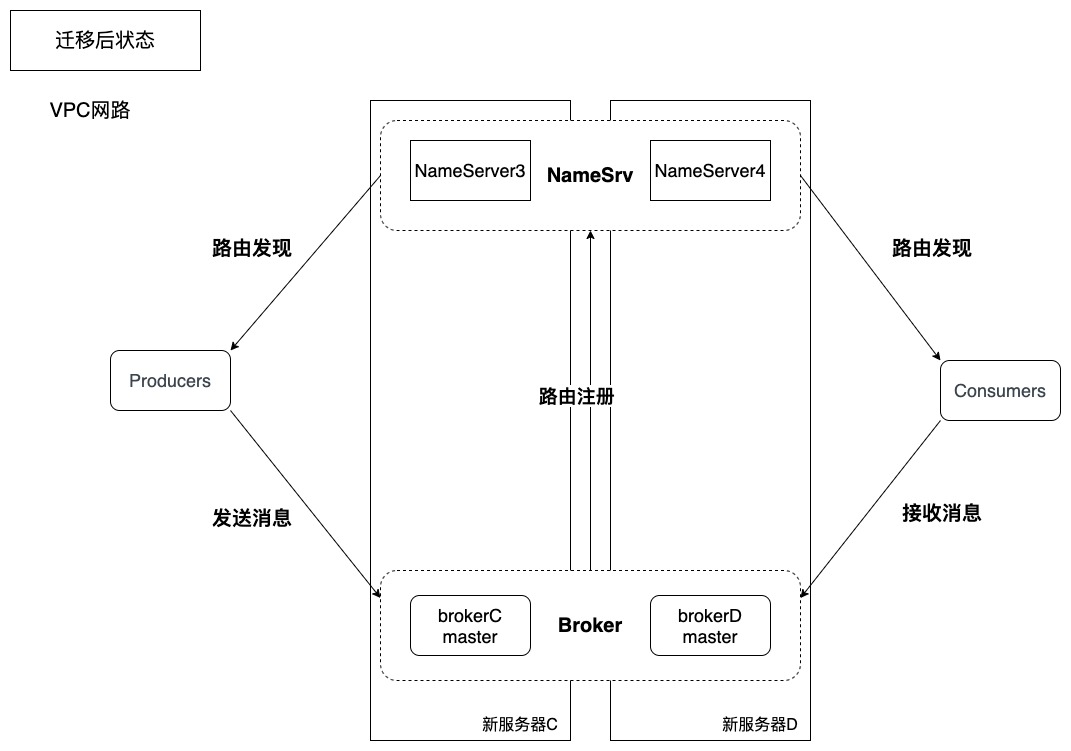 迁移后状态
VPC网路
NameServer3
NameSrv
NameServer4
路由发现
路由发现
Producers
Consumers
路由注册
发送消息
接收消息
brokerC
master
Broker
brokerD
master
新服务器C
新服务器D